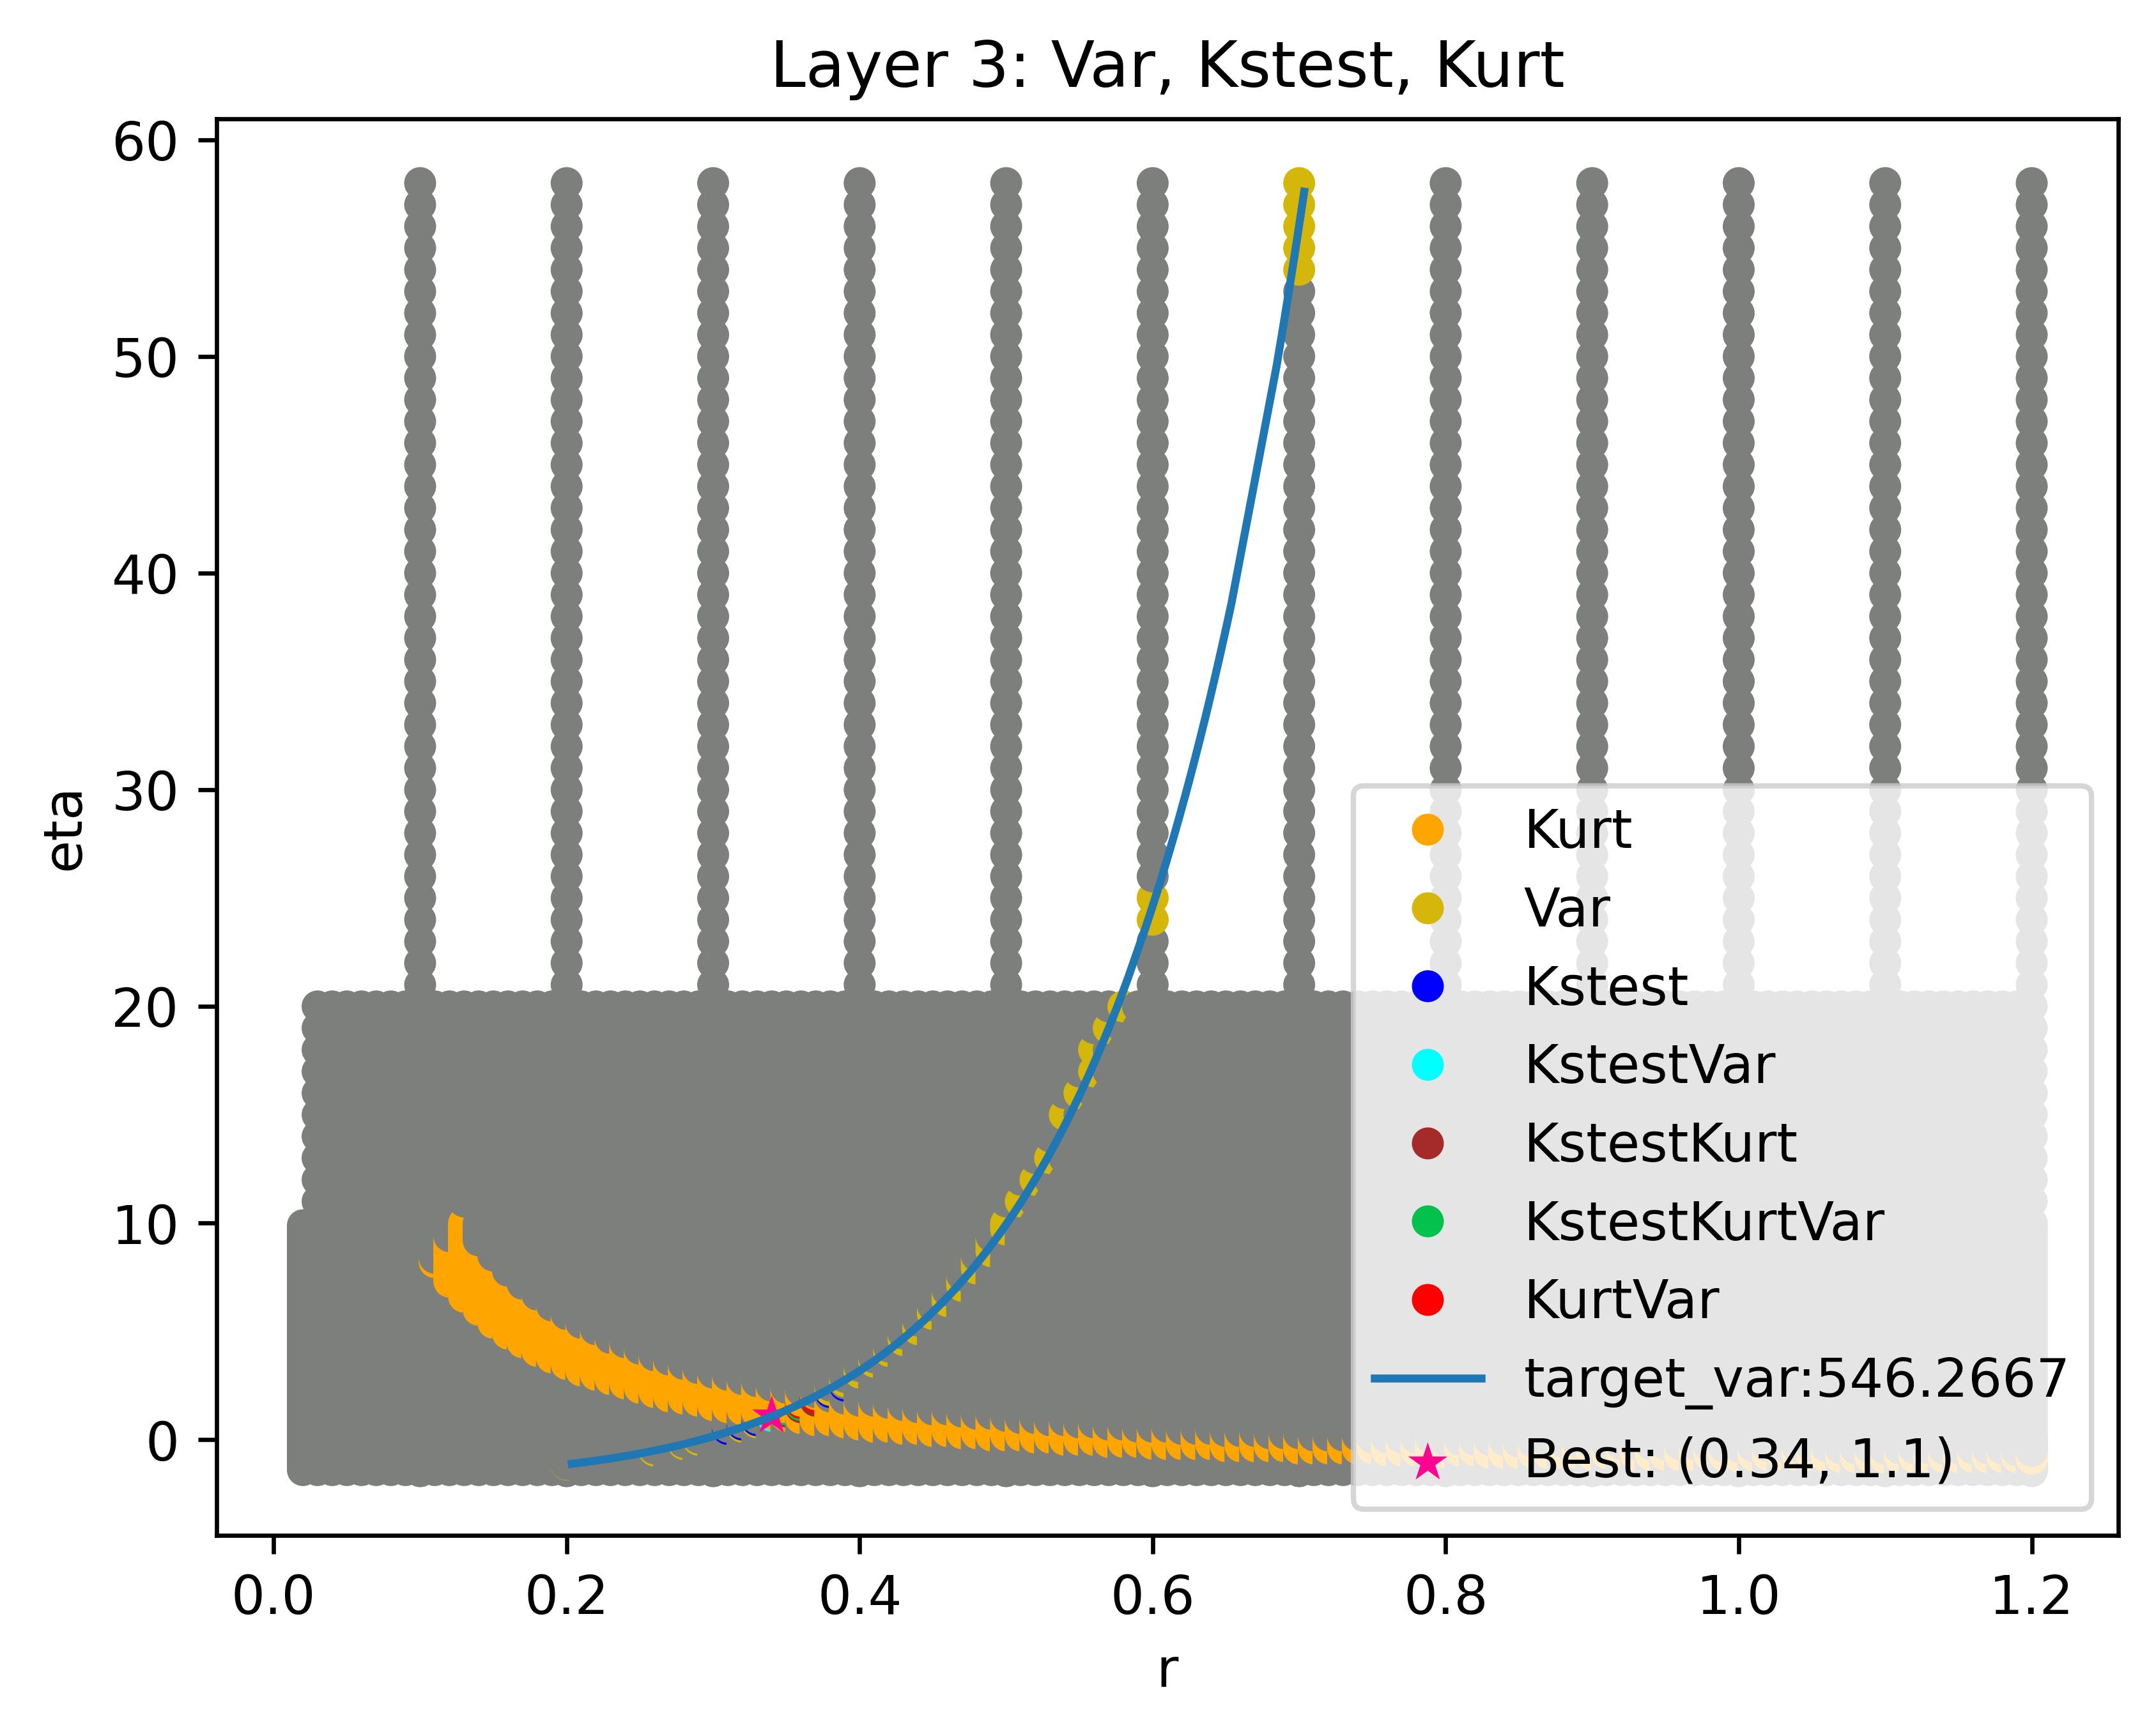 Layer 3: Var, Kstest, Kurt
60
50
40
30
20
10
0
eta
Kurt
Var
Kstest
KstestVar
KstestKurt
KstestKurtVar
KurtVar
target_var:546.2667
Best: (0.34, 1.1)
0.0 0.2 0.4 0.6 0.8 1.0 1.2
r